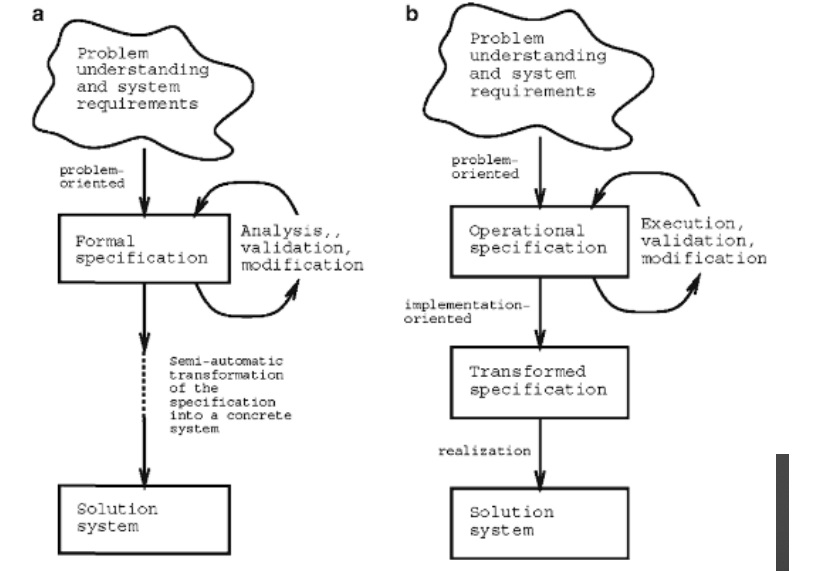 a
Problem
understanding
and system
requirements
problem-
oriented
Formal
specification
Analysis,,
validation,
modification
Semi-automatic
transformation
of the
specification
into a concrete
system
Solution
system
b
Problem
understanding
and system
requirements
problem-
oriented
Operational
specification
Execution,
validation,
modification
implementation-
oriented
Transformed
specification
realization
Solution
system